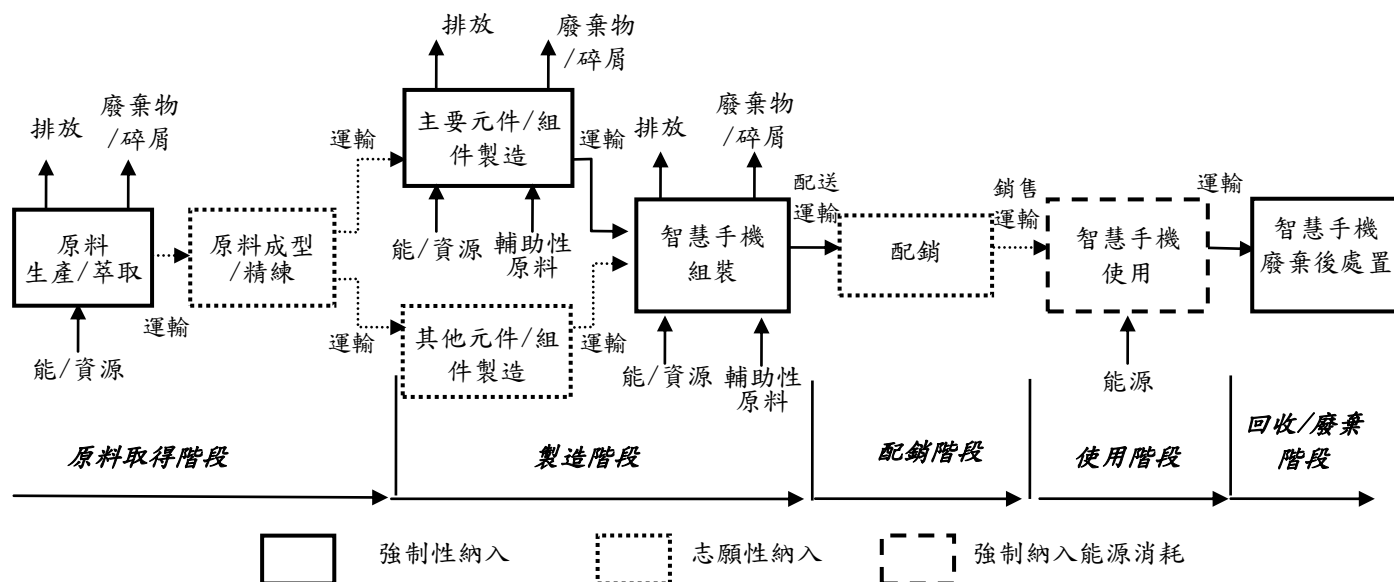 排放
廢棄物
/碎屑
原料
生產/萃取
能/資源
運輸
原料成型
/精練
運輸
運輸
排放
廢棄物
/碎屑
主要元件/組
件製造
能/資源
輔助性
原料
其他元件/組
件製造
運輸
運輸
排放
廢棄物
/碎屑
智慧手機
組裝
能/資源
輔助性
原料
配送
運輸
配銷
銷售
運輸
智慧手機
使用
能源
運輸
智慧手機
廢棄後處置
原料取得階段
製造階段
配銷階段
使用階段
回收/廢棄
階段
強制性納入
志願性納入
強制納入能源消耗